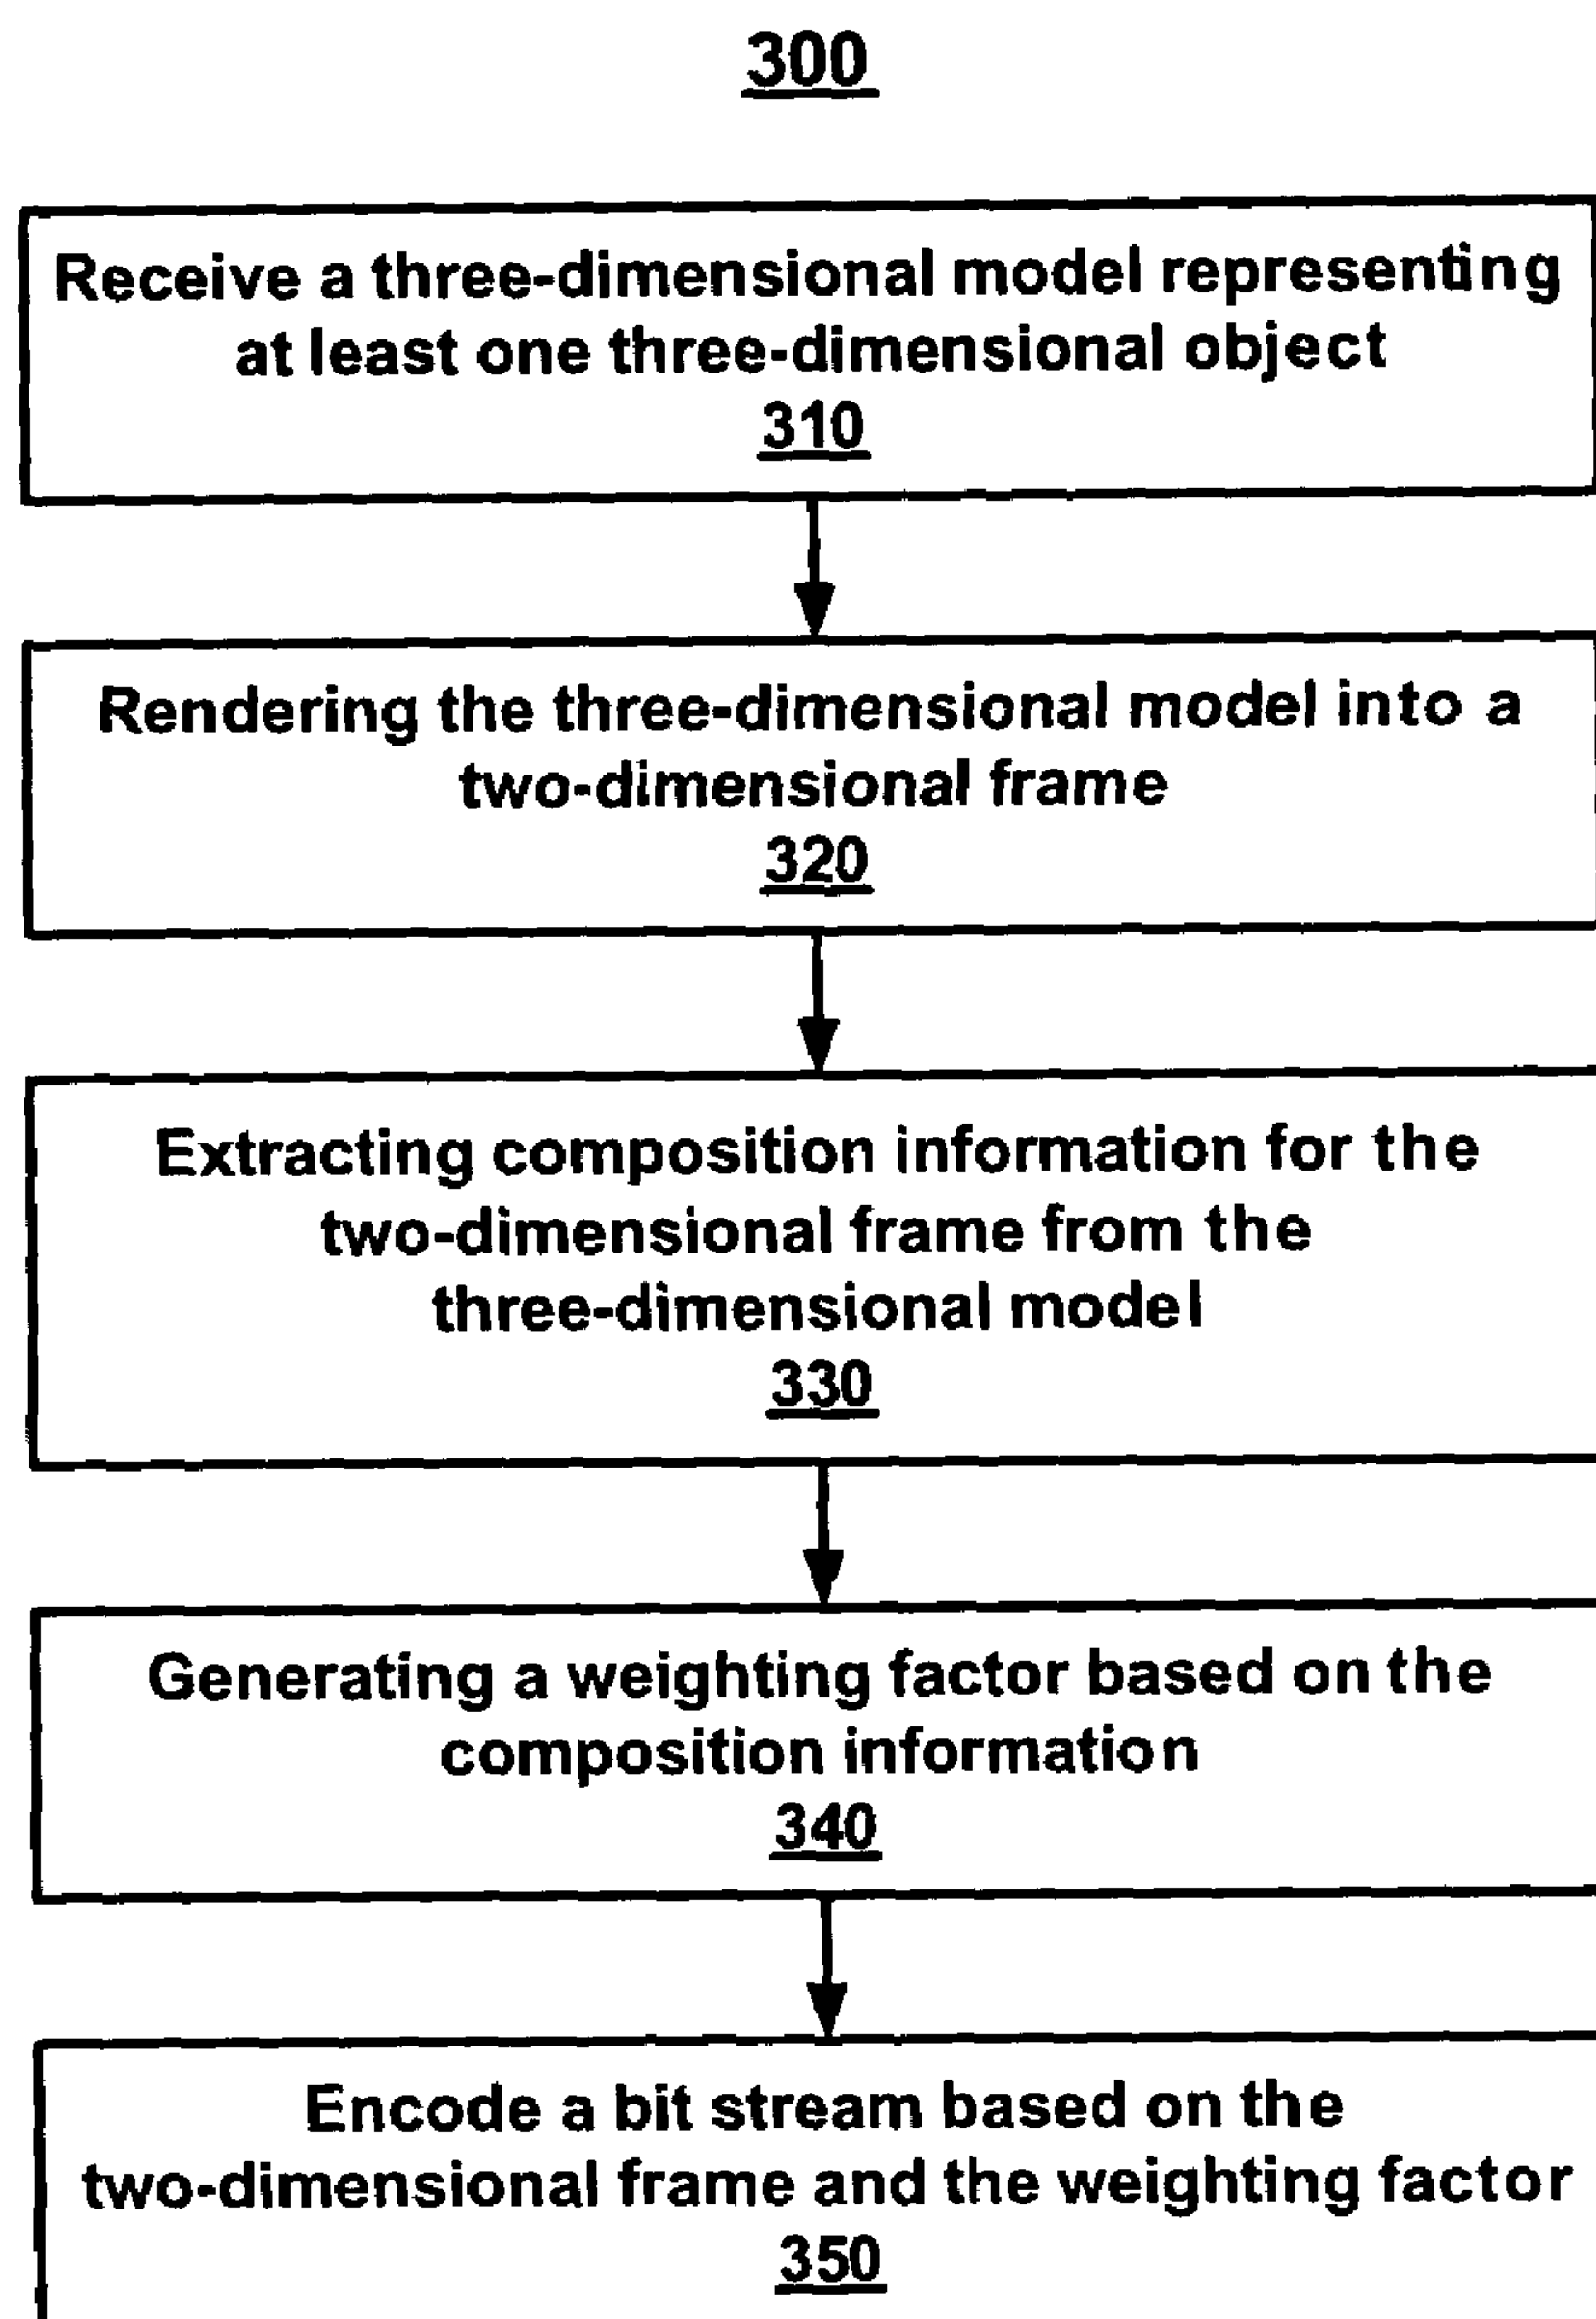 300
Receive a three-dimensional model representing
at least one three-dimensional object
310
Rendering the three-dimensional model into a
two-dimensional frame
320
Extracting composition information for the
two-dimensional frame from the
three-dimensional model
330
Generating a weighting factor based on the
composition information
340
Encode a bit stream based on the
two-dimensional frame and the weighting factor
350